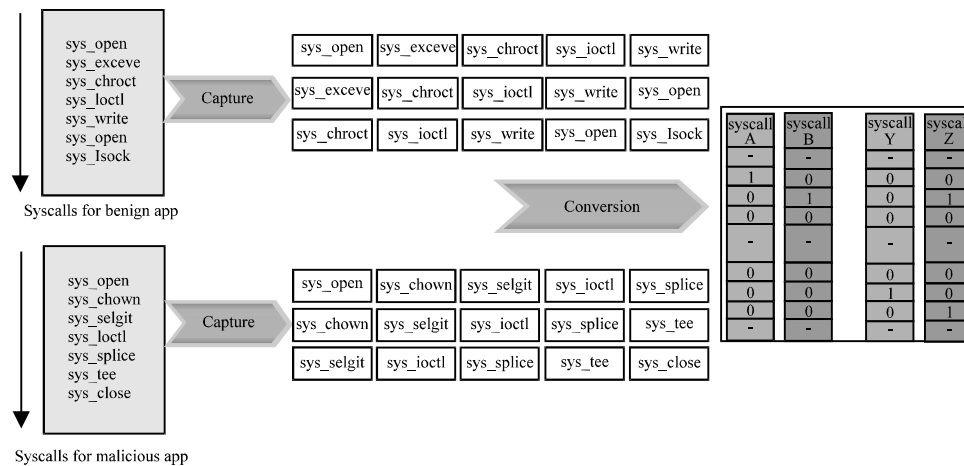 sys_open
sys_exceve
sys_chroct
sys_loctl
sys_write
sys_open
sys_Isock
Syscalls for benign app
Capture
sys_open sys_exceve sys_chroct sys_ioctl sys_write
sys_exceve sys_chroct sys_ioctl sys_write sys_open
sys_chroct sys_ioctl sys_write sys_open sys_Isock
Conversion
sys_open
sys_chown
sys_selgit
sys_loctl
sys_splice
sys_tee
sys_close
Syscalls for malicious app
Capture
sys_open sys_chown sys_selgit sys_ioctl sys_splice
sys_chown sys_selgit sys_ioctl sys_splice sys_tee
sys_selgit sys_ioctl sys_splice sys_tee sys_close
syscall syscall syscall syscal
A B Y Z
- - - -
1 0 0 0
0 1 0 1
0 0 0 0
- - - -
0 0 0 0
0 0 1 0
0 0 0 1
- - - -